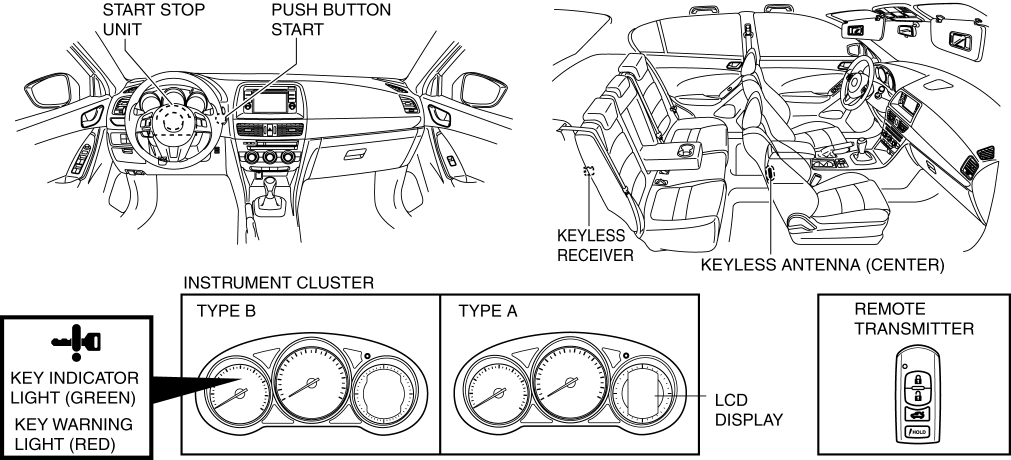 START STOP
UNIT
PUSH BUTTON
START
KEYLESS
RECEIVER
KEYLESS ANTENNA (CENTER)
INSTRUMENT CLUSTER
TYPE B
TYPE A
KEY INDICATOR
LIGHT (GREEN)
KEY WARNING
LIGHT (RED)
LCD
DISPLAY
REMOTE
TRANSMITTER
HOLD